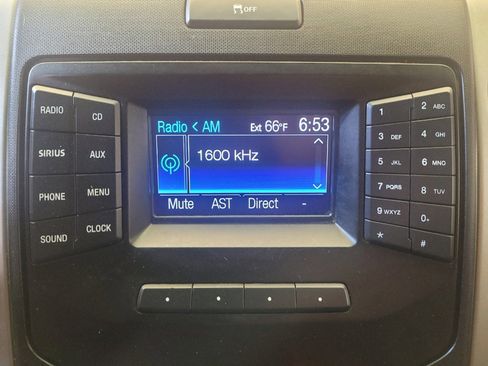 OFF
RADIO
CD
SIRIUS
AUX
PHONE
MENU
SOUND
CLOCK
Radio < AM Ext 66°F 6:53
1600 kHz
Mute AST Direct -
1
2 ABC
3 DEF
4 GHI
5 JKL
6 MNO
7 PQRS
8 TUV
9 WXYZ
0+
*
#